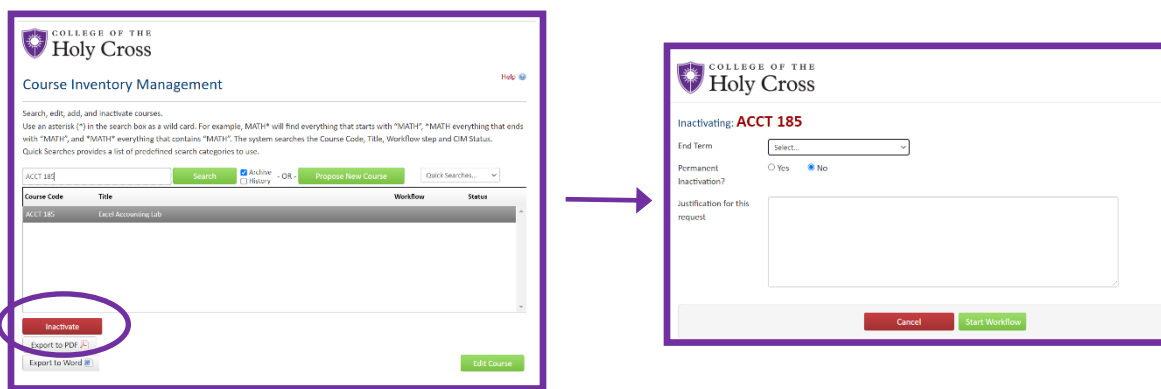 COLLEGE OF THE
Holy Cross
Course Inventory Management
Help
Search, edit, add, and inactivate courses.
Use an asterisk (*) in the search box as a wild card. For example, MATH* will find everything that starts with "MATH", *MATH everything that ends
with "MATH", and *MATH* everything that contains "MATH". The system searches the Course Code, Title, Workflow step and CIM Status.
Quick Searches provides a list of predefined search categories to use.
ACCT 185 Search Archive - OR - Propose New Course Quick Searches...
History
Course Code Title Workflow Status
ACCT 185 Excel Accounting Lab
Inactivate
Export to PDF
Export to Word Edit Course
COLLEGE OF THE
Holy Cross
Inactivating: ACCT 185
End Term Select...
Permanent Yes No
Inactivation?
Justification for this
request
Cancel Start Workflow